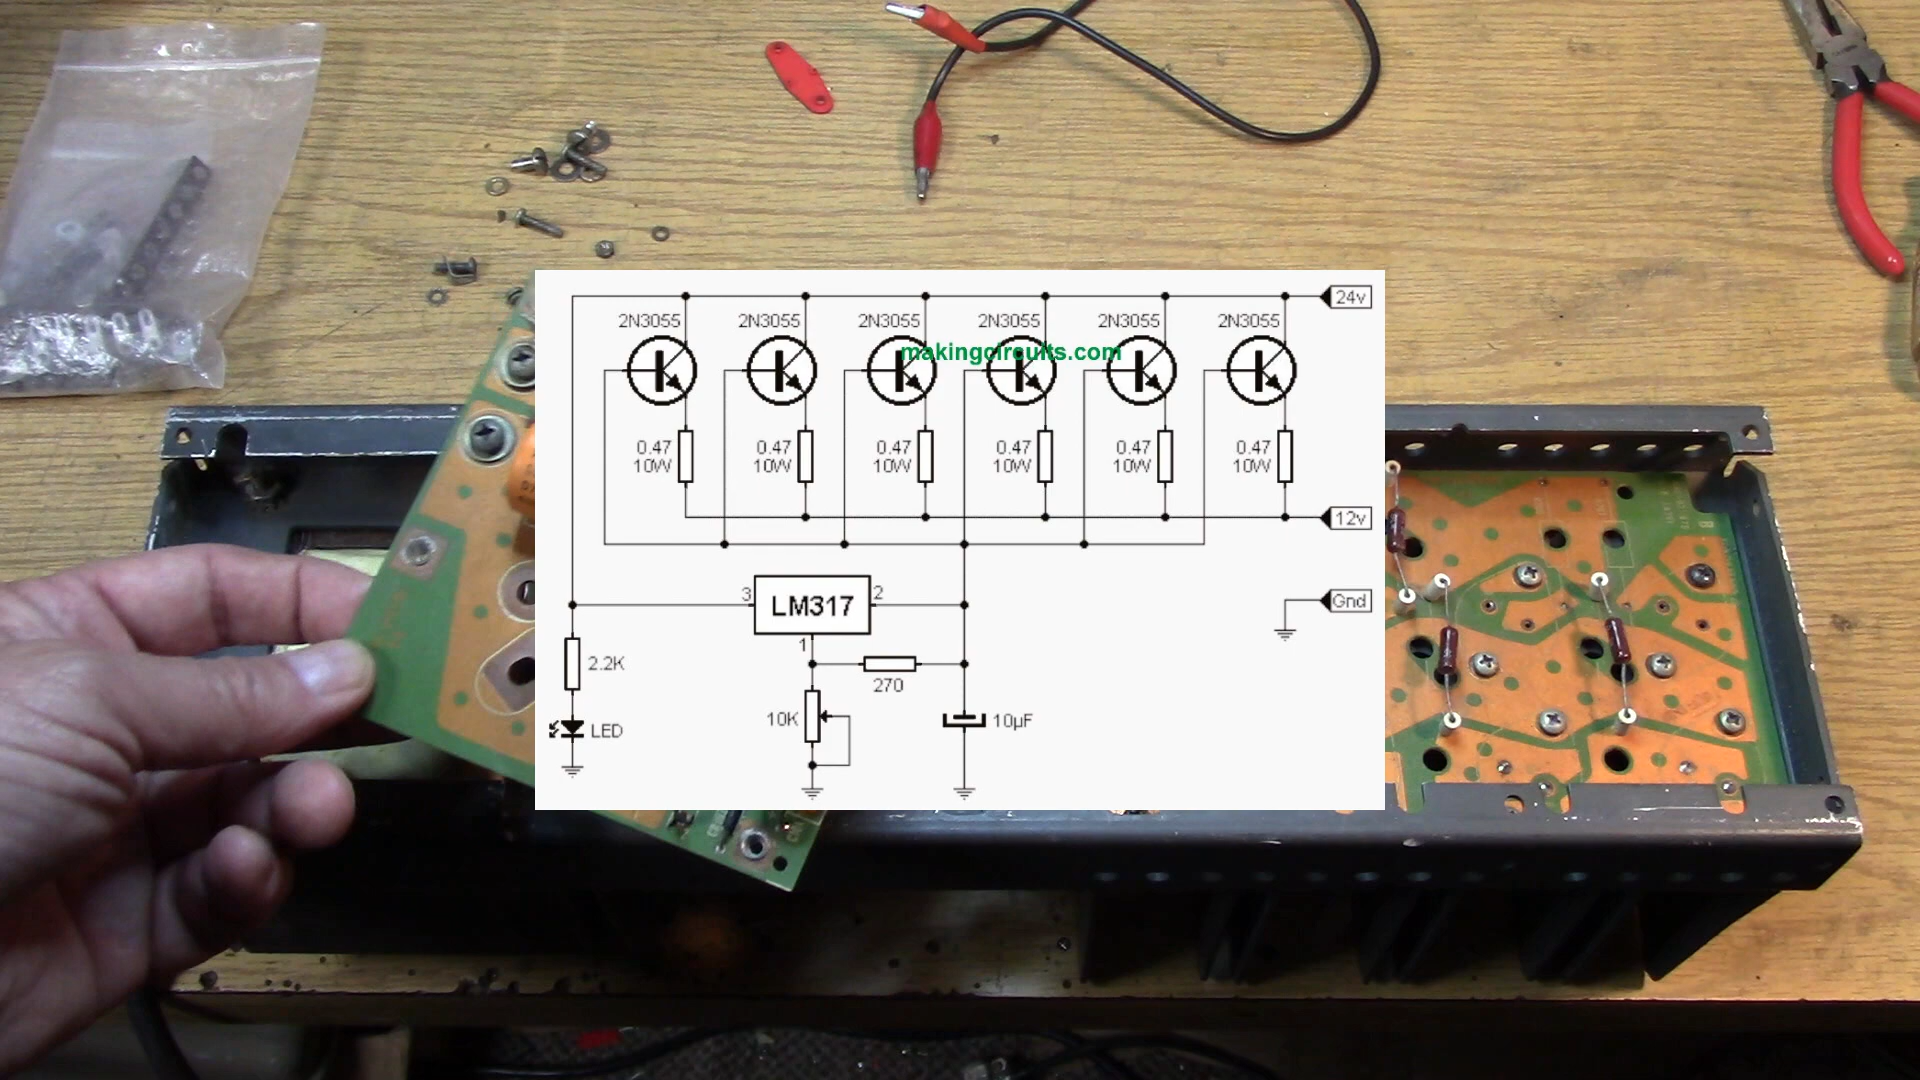 24v
2N3055 2N3055 2N3055 2N3055 2N3055 2N3055
makingcircuits.com
0.47 0.47 0.47 0.47 0.47 0.47
10W 10W 10W 10W 10W 10W
12v
3 LM317 2
Gnd
1
2.2K
270
10K
10µF
LED